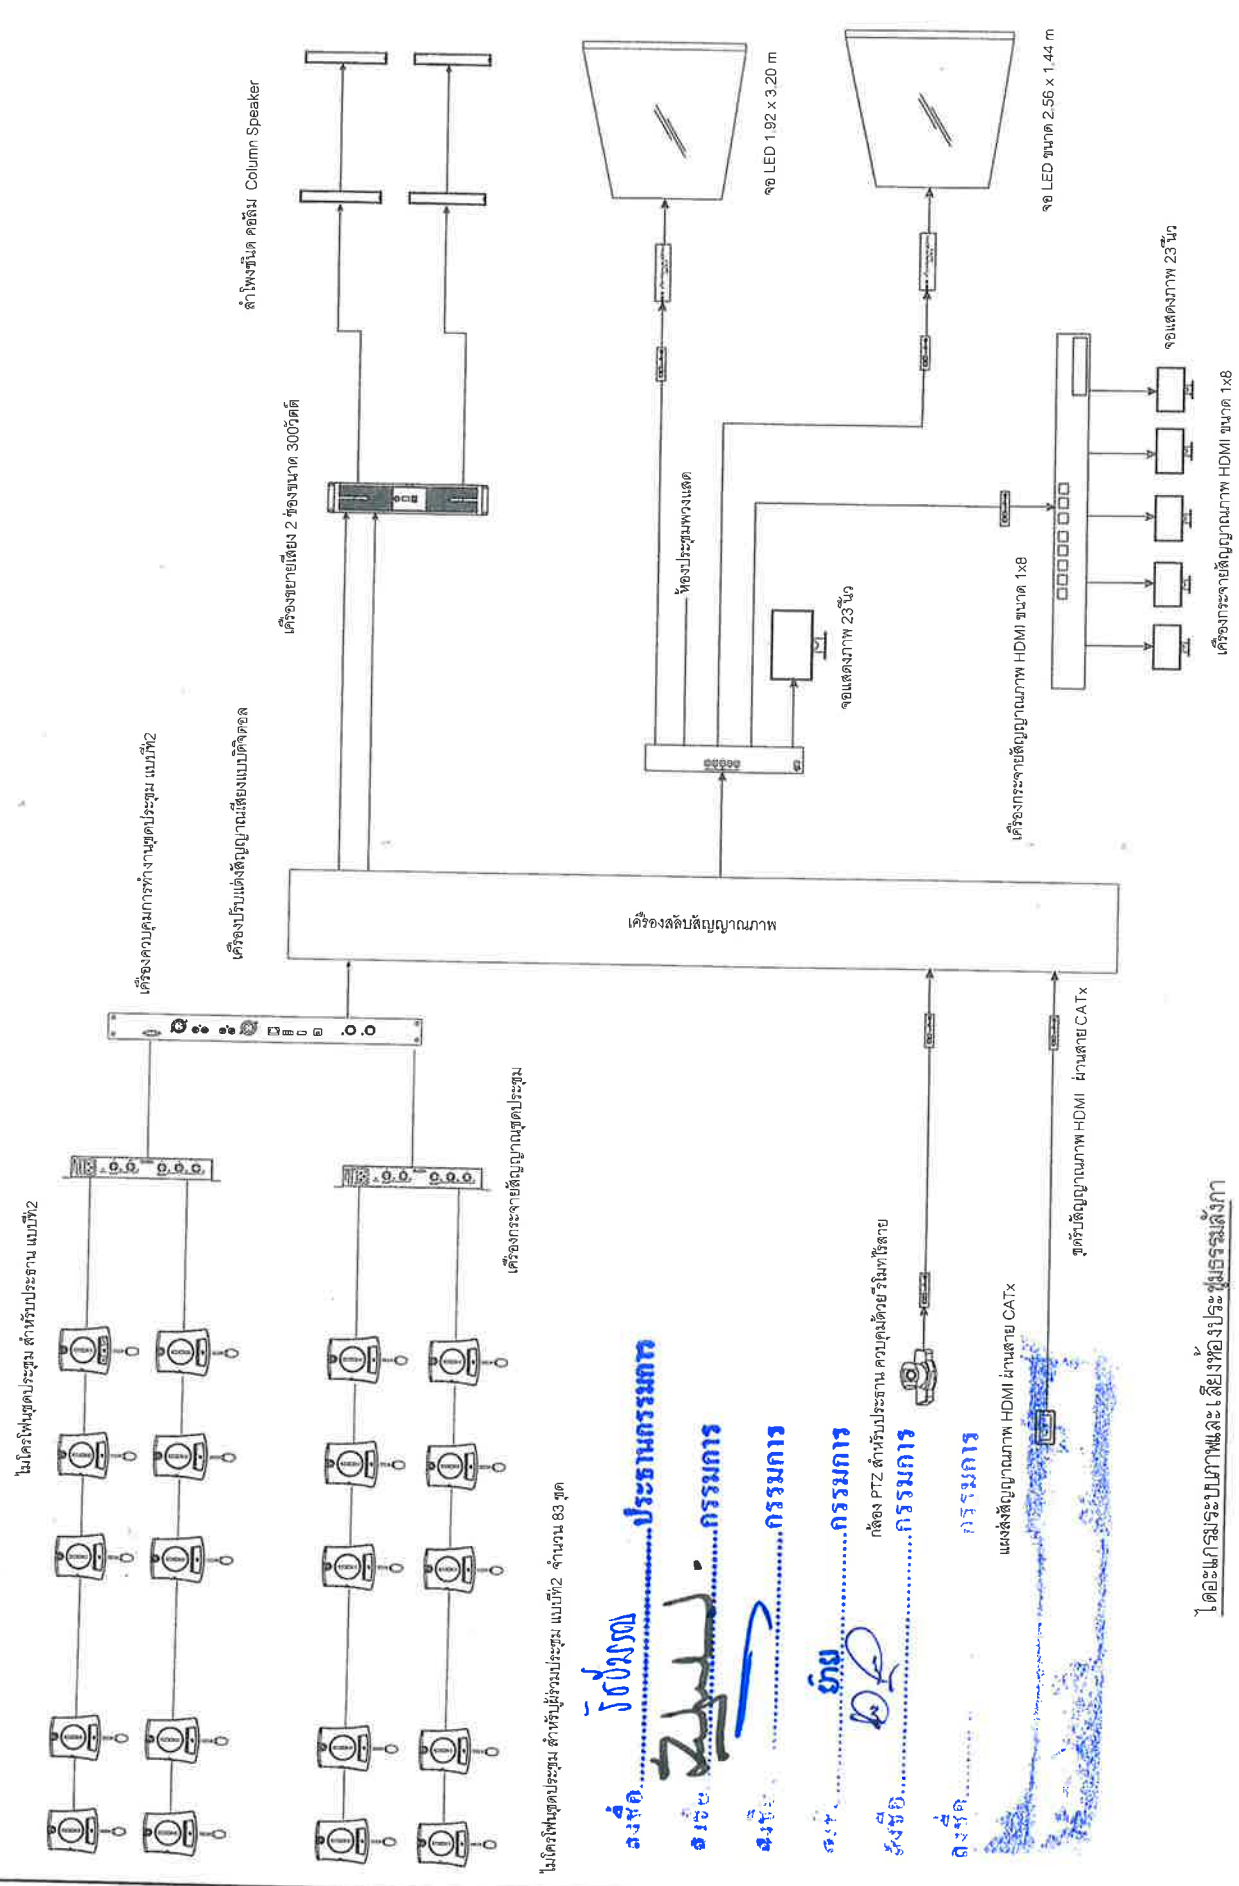 ไมโครโฟนชุดประชุม สำหรับประธาน แบบที่2
เครื่องควบคุมการทำงานชุดประชุม แบบที่2
เครื่องปรับแต่งสัญญาณเสียงแบบดิจิตอล
เครื่องขยายเสียง 2 ช่องขนาด 300วัตต์
ลำโพงชนิด คอลัม Column Speaker
เครื่องกระจายสัญญาณชุดประชุม
ไมโครโฟนชุดประชุม สำหรับผู้ร่วมประชุม แบบที่2 จำนวน 83 ชุด
เครื่องสลับสัญญาณภาพ
ห้องประชุมพวงแสด
จอ LED 1.92 x 3.20 m
จอ LED ขนาด 2.56 x 1.44 m
จอแสดงภาพ 23 นิ้ว
เครื่องกระจายสัญญาณภาพ HDMI ขนาด 1x8
จอแสดงภาพ 23 นิ้ว
เครื่องกระจายสัญญาณภาพ HDMI ขนาด 1x8
กล้อง PTZ สำหรับประธาน ควบคุมด้วย รีโมทไร้สาย
แผงส่งสัญญาณภาพ HDMI ผ่านสาย CATx
ชุดรับสัญญาณภาพ HDMI ผ่านสาย CATx
ลงชื่อ ประธานกรรมการ
ลงชื่อ กรรมการ
ลงชื่อ กรรมการ
ลงชื่อ กรรมการ
ลงชื่อ กรรมการ
ลงชื่อ กรรมการ
ไดอะแกรมระบบภาพและเสียงห้องประชุมธรรมลังกา